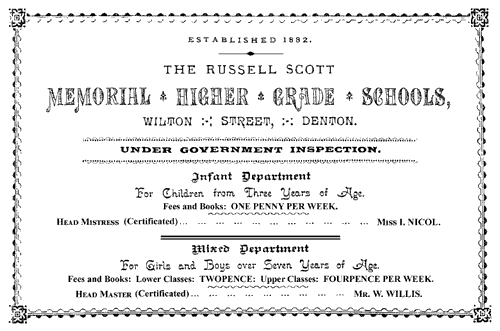 ESTABLISHED 1882.
THE RUSSELL SCOTT
MEMORIAL * HIGHER * GRADE * SCHOOLS,
WILTON :-: STREET, :-: DENTON.
UNDER GOVERNMENT INSPECTION.
Infant Department
For Children from Three Years of Age.
Fees and Books: ONE PENNY PER WEEK.
HEAD MISTRESS (Certificated)... ... ... ... ... ... ... ... ... ... MISS I. NICOL.
Mixed Department
For Girls and Boys over Seven Years of Age.
Fees and Books: Lower Classes: TWOPENCE: Upper Classes: FOURPENCE PER WEEK.
HEAD MASTER (Certificated)... ... ... ... ... ... ... ... MR. W. WILLIS.